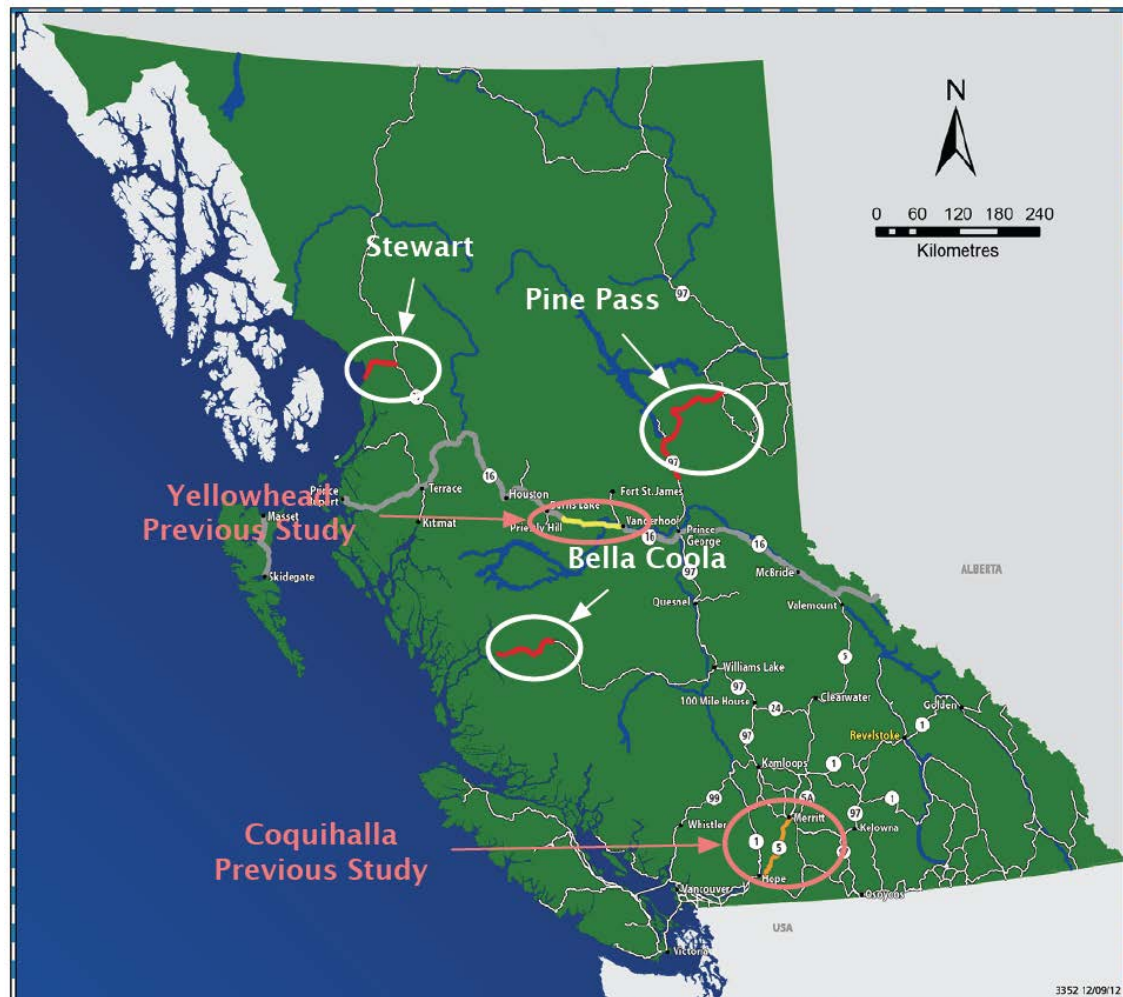 N
0 60 120 180 240
Kilometres
Stewart
Pine Pass
97
97
16
Fort St. James
Houston
Burns Lake
Terrace
Prince
Rupert
Yellowhead
Previous Study
Masset
Kitimat
Priestly Hill
Vanderhoof
16
Prince
George
16
Bella Coola
97
McBride
ALBERTA
Skidegate
Quesnel
Valemount
5
Williams Lake
97
100 Mile House
24
Clearwater
Golden
1
Revelstoke
97
Kamloops
1
99
5A
1
Merritt
97
Kelowna
Whistler
1
5
Coquihalla
Previous Study
Hope
Vancouver
Osoyoos
USA
Victoria
3352 12/09/12